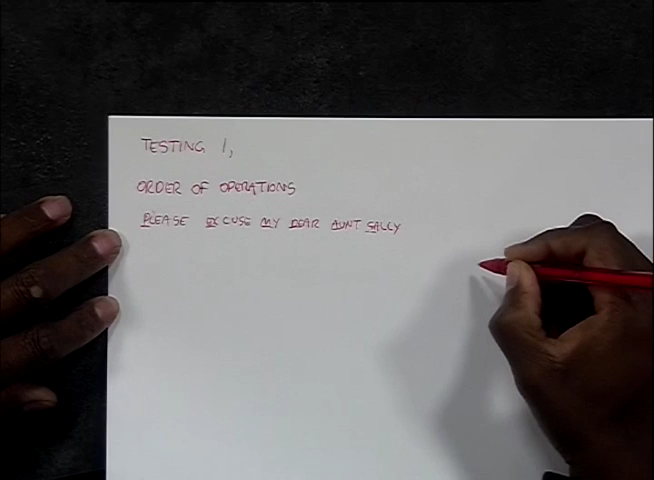 TESTING 1,
ORDER OF OPERATIONS
PLEASE EXCUSE MY DEAR AUNT SALLY